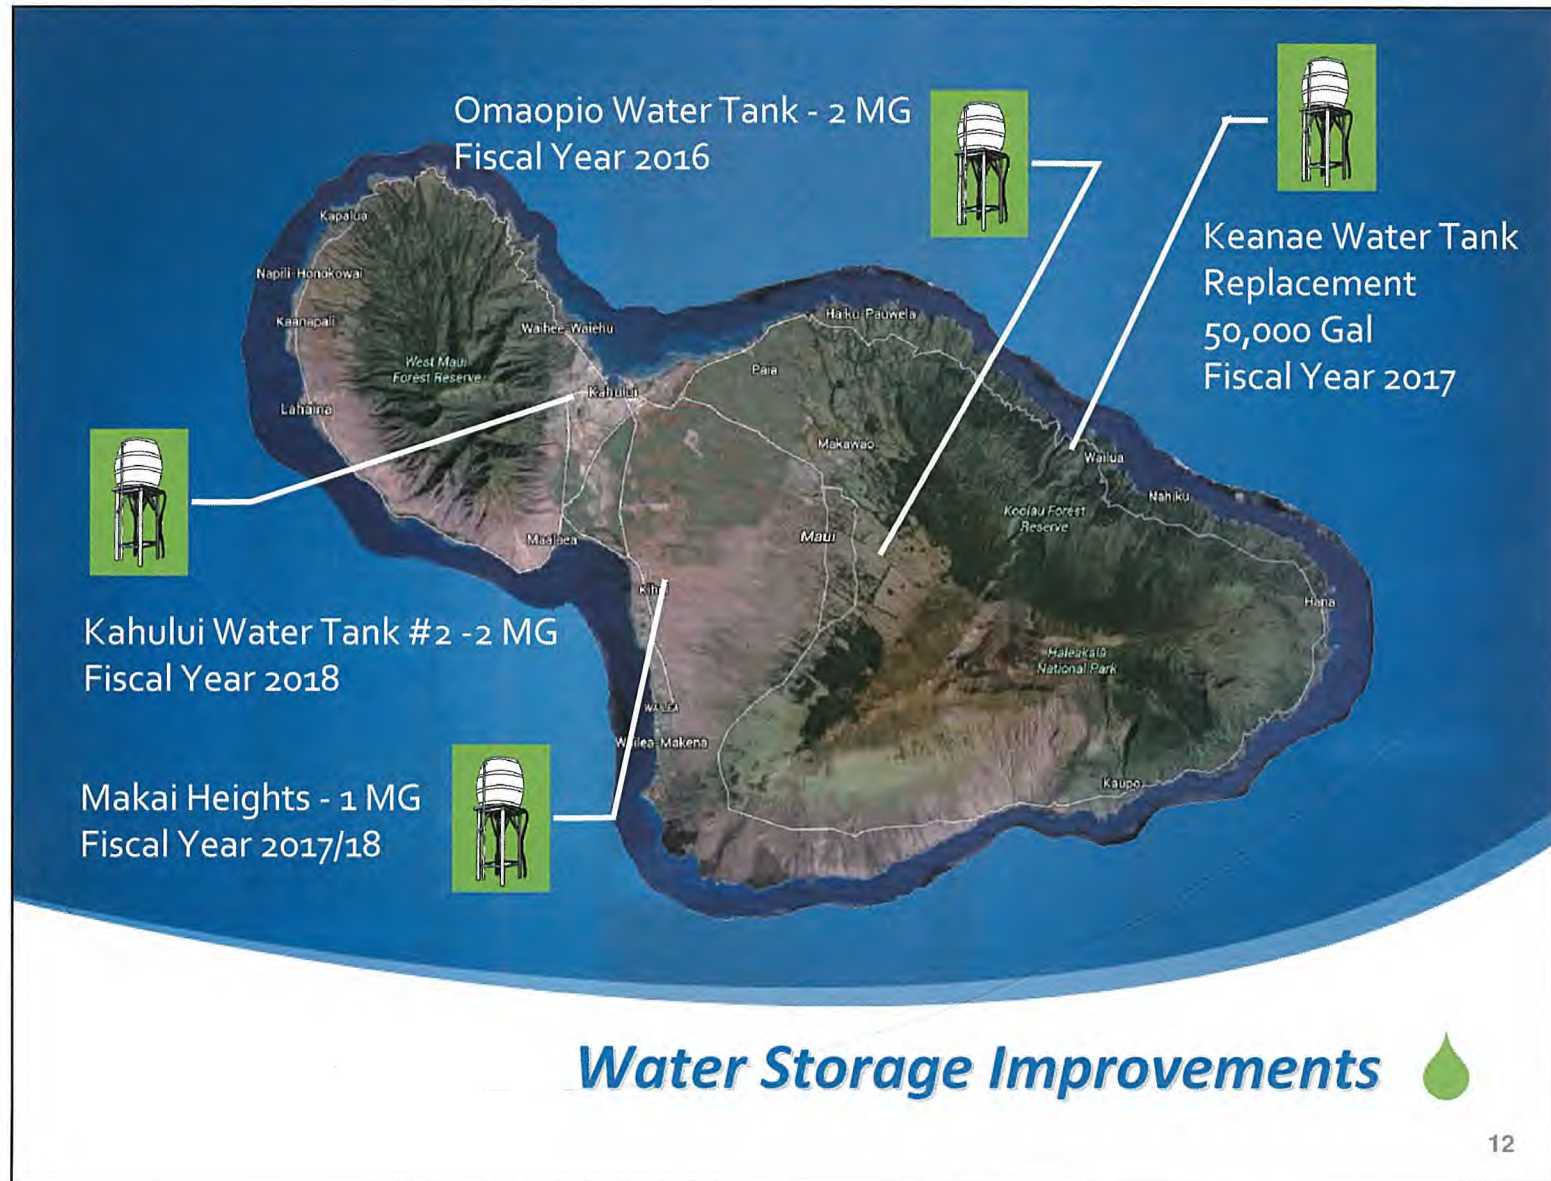 Omaopio Water Tank - 2 MG
Fiscal Year 2016
Keanae Water Tank
Replacement
50,000 Gal
Fiscal Year 2017
Kapalua
Napili-Honokowai
Kaanapali
Waihee-Waiehu
West Maui
Forest Reserve
Lahaina
Kahului
Haiku-Pauwela
Paia
Makawao
Wailua
Nahiku
Koolau Forest
Reserve
Maalaea
Maui
Kihei
Hana
Haleakala
National Park
WAILEA
Wailea-Makena
Kaupo
Kahului Water Tank #2 -2 MG
Fiscal Year 2018
Makai Heights - 1 MG
Fiscal Year 2017/18
Water Storage Improvements
12